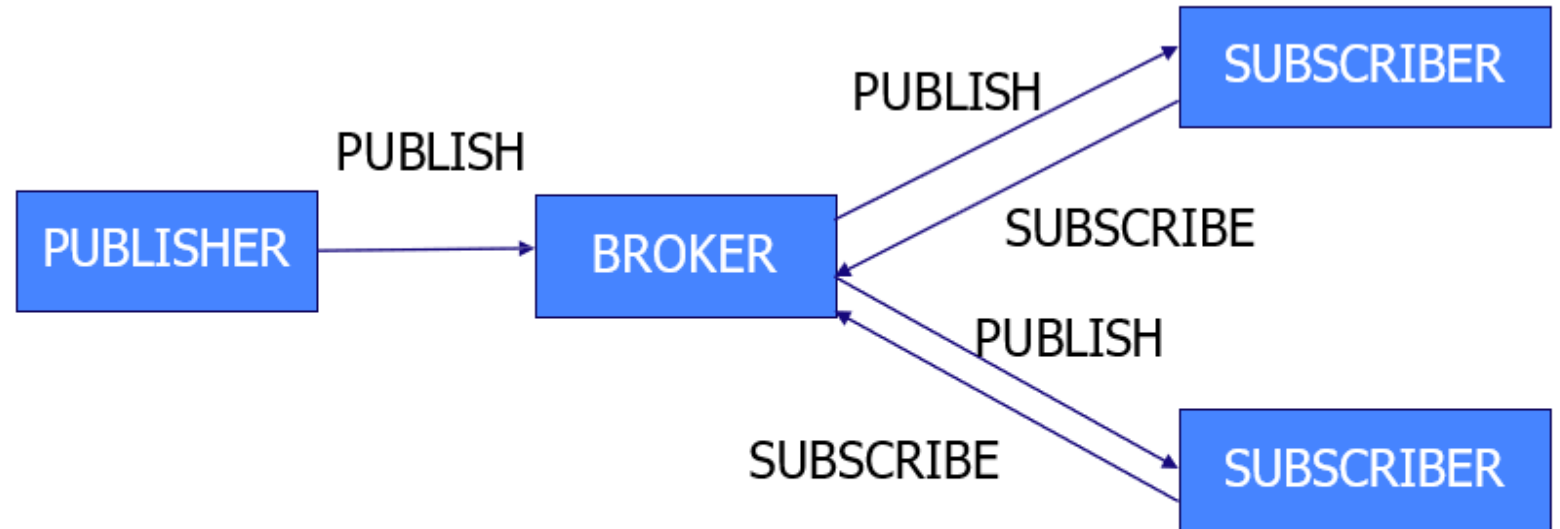 SUBSCRIBER
PUBLISH
PUBLISH
SUBSCRIBE
PUBLISHER
BROKER
PUBLISH
SUBSCRIBE
SUBSCRIBER